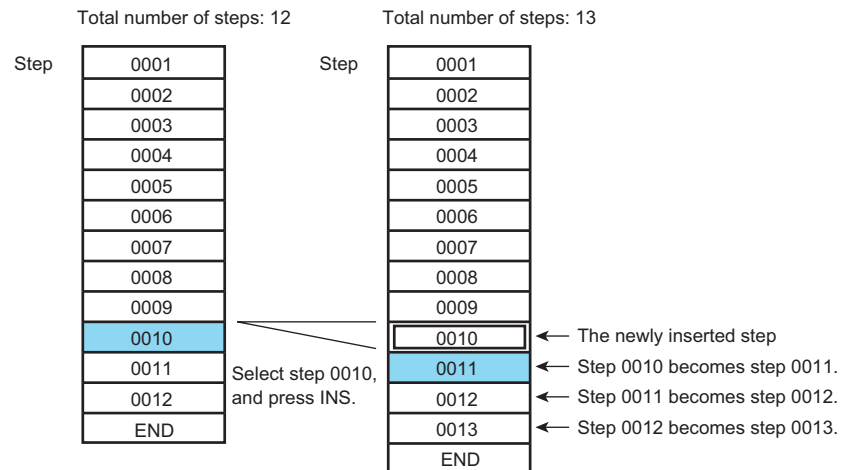 Total number of steps: 12
Step
0001
0002
0003
0004
0005
0006
0007
0008
0009
0010
0011
0012
END
Select step 0010,
and press INS.
Total number of steps: 13
Step
0001
0002
0003
0004
0005
0006
0007
0008
0009
0010
The newly inserted step
0011
Step 0010 becomes step 0011.
0012
Step 0011 becomes step 0012.
0013
Step 0012 becomes step 0013.
END